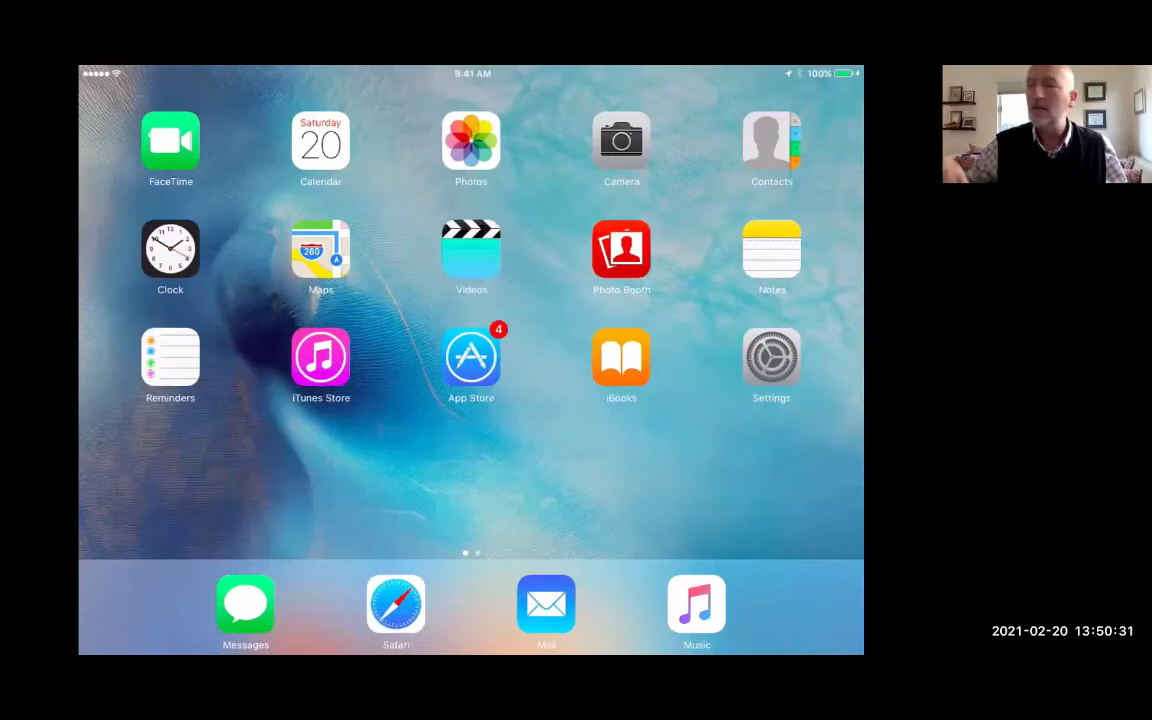 9:41 AM
100%
Saturday
20
FaceTime
Calendar
Photos
Camera
Contacts
280
Clock
Maps
Videos
Photo Booth
Notes
4
Reminders
iTunes Store
App Store
iBooks
Settings
Messages
Safari
Mail
Music
2021-02-20 13:50:31